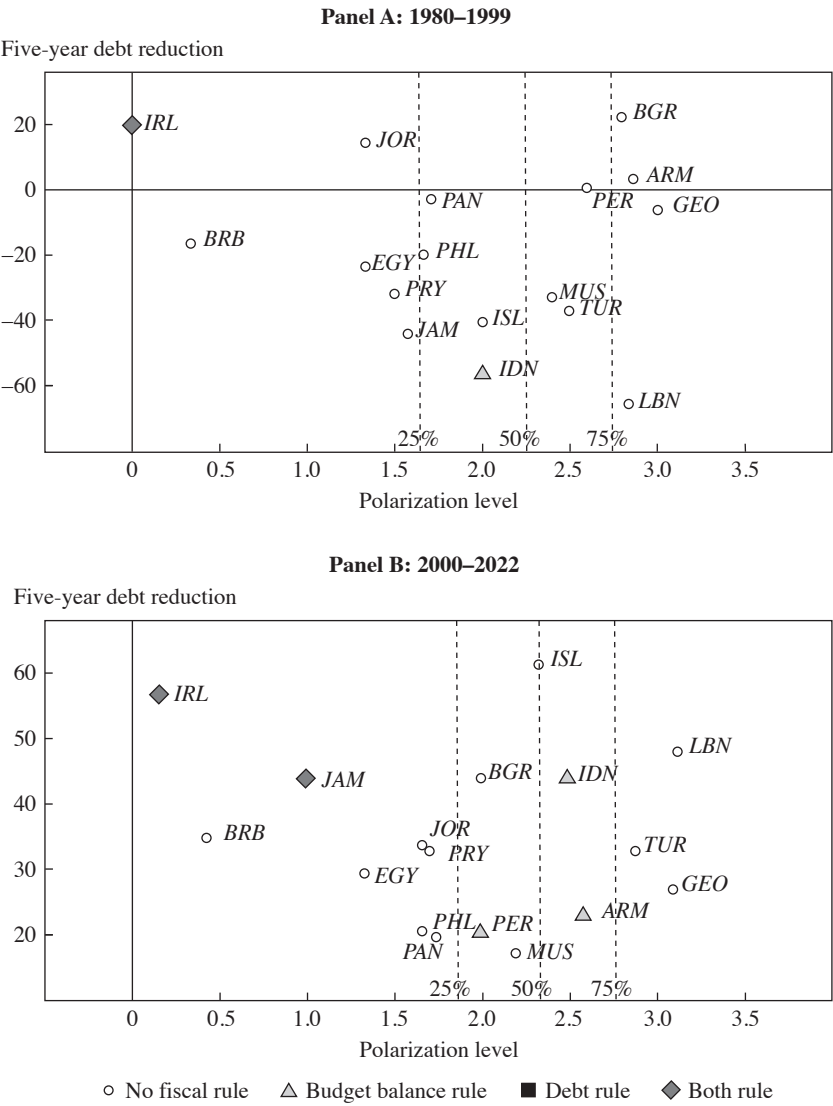 Panel A: 1980–1999
Five-year debt reduction
20
IRL
JOR
BGR
ARM
0
PAN
PER
GEO
BRB
–20
PHL
EGY
PRY
MUS
TUR
–40
ISL
JAM
IDN
–60
LBN
25%
50%
75%
0 0.5 1.0 1.5 2.0 2.5 3.0 3.5
Polarization level
Panel B: 2000–2022
Five-year debt reduction
ISL
60
IRL
50
LBN
BGR
IDN
JAM
40
BRB
JOR
PRY
TUR
30
EGY
GEO
ARM
PHL
PER
20
PAN
MUS
25%
50%
75%
0 0.5 1.0 1.5 2.0 2.5 3.0 3.5
Polarization level
No fiscal rule Budget balance rule Debt rule Both rule